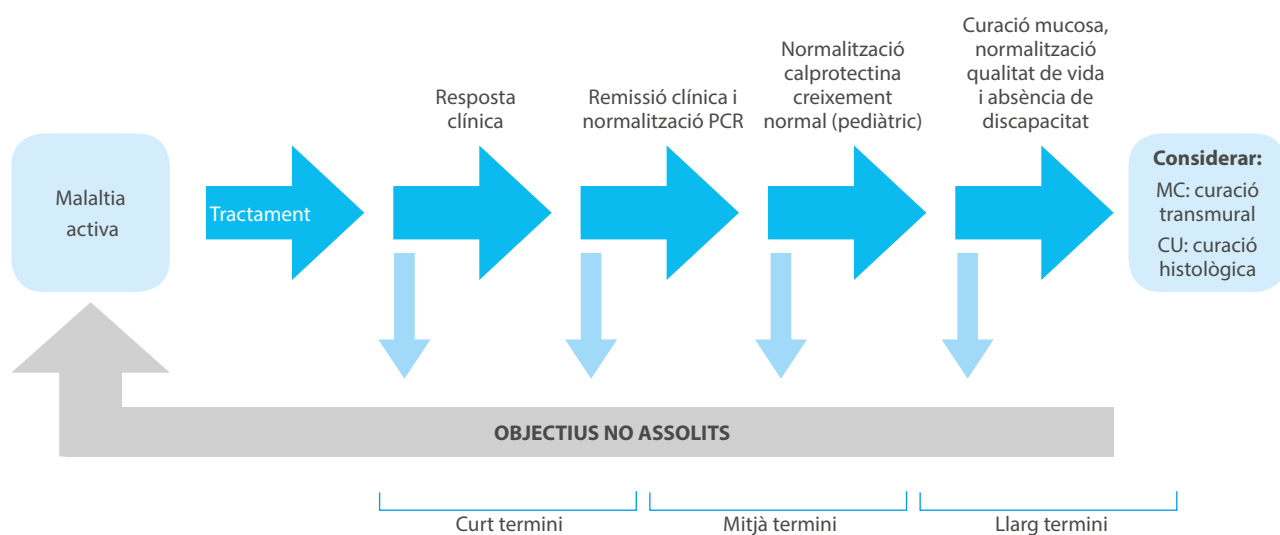 Malaltia
activa
Tractament
Resposta
clínica
Remissió clínica i
normalització PCR
Normalització
calprotectina
creixement
normal (pediàtric)
Curació mucosa,
normalització
qualitat de vida
i absència de
discapacitat
Considerar:
MC: curació
transmural
CU: curació
histològica
OBJECTIUS NO ASSOLITS
Curt termini
Mitjà termini
Llarg termini